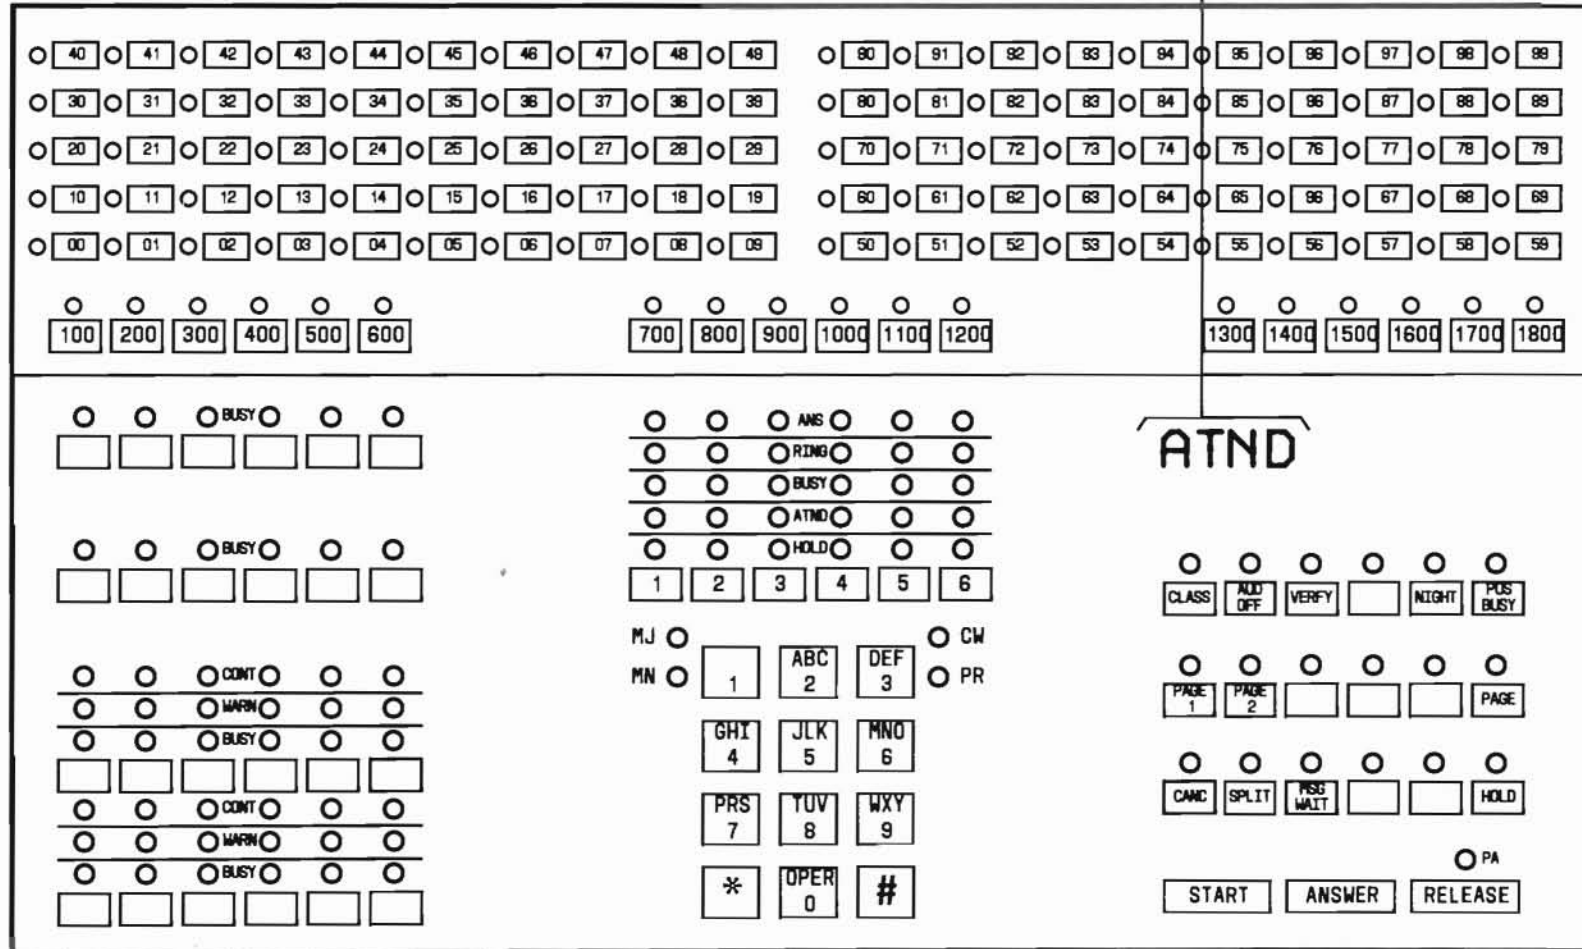 40 41 42 43 44 45 46 47 48 49 90 91 92 93 94 95 96 97 98 99
30 31 32 33 34 35 36 37 38 39 80 81 82 83 84 85 86 87 88 89
20 21 22 23 24 25 26 27 28 29 70 71 72 73 74 75 76 77 78 79
10 11 12 13 14 15 16 17 18 19 60 61 62 63 64 65 66 67 68 69
00 01 02 03 04 05 06 07 08 09 50 51 52 53 54 55 56 57 58 59
100 200 300 400 500 600 700 800 900 1000 1100 1200 1300 1400 1500 1600 1700 1800
BUSY
BUSY
CONT
WARN
BUSY
CONT
WARN
BUSY
ANS
RING
BUSY
ATND
HOLD
1 2 3 4 5 6
MJ CW
MN PR
1
ABC
2
DEF
3
GHI
4
JLK
5
MNO
6
PRS
7
TUV
8
WXY
9
*
OPER
0
#
ATND
CLASS
AUD
OFF
VERFY
NIGHT
POS
BUSY
PAGE
1
PAGE
2
PAGE
CANC
SPLIT
MSG
WAIT
HOLD
PA
START ANSWER RELEASE